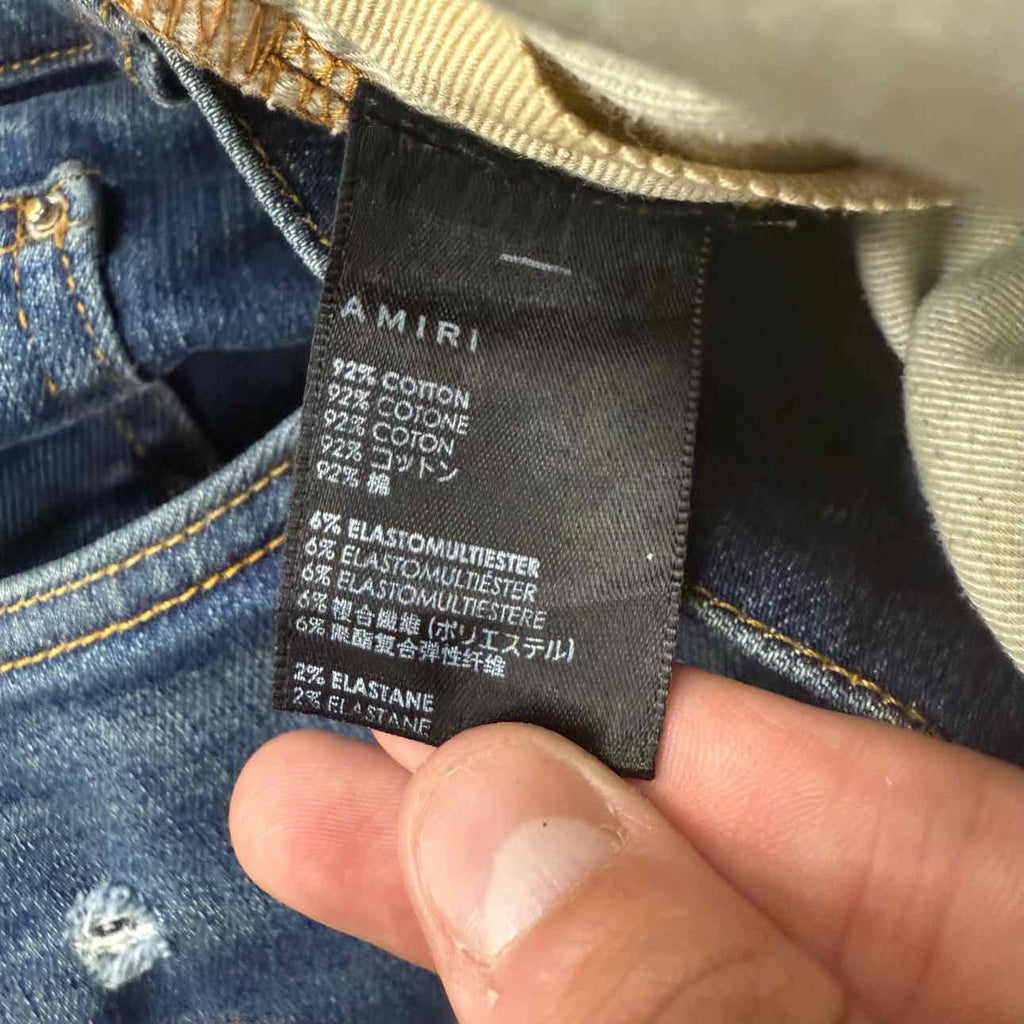 AMIRI
92% COTTON
92% COTONE
92% COTON
92% コットン
92% 棉
6% ELASTOMULTIESTER
6% ELASTOMULTIESTER
6% ELASTOMULTIESTERE
6% 複合繊維 (ポリエステル)
6% 聚酯复合弹性纤维
2% ELASTANE
2% ELASTANE